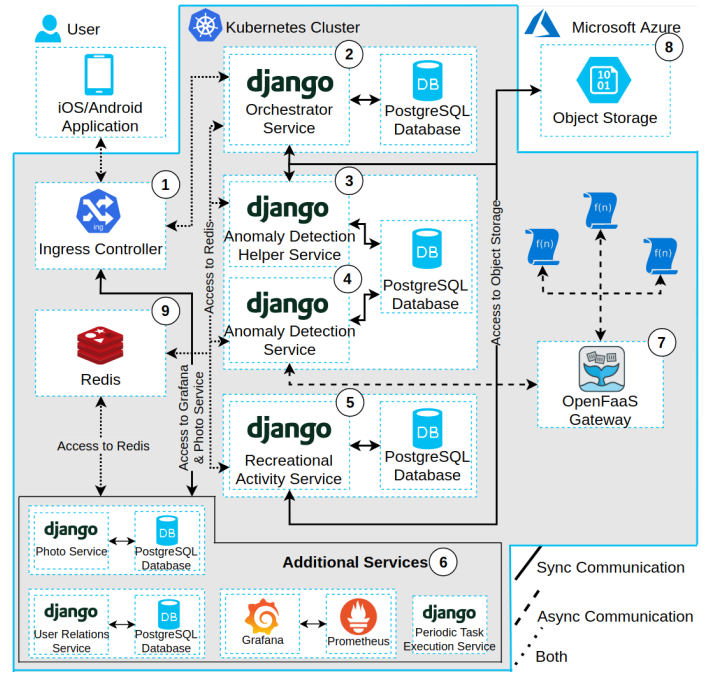 User
Kubernetes Cluster
Microsoft Azure
iOS/Android
Application
2
django
Orchestrator
Service
DB
PostgreSQL
Database
8
10
01
Object Storage
1
ing
Ingress Controller
3
django
Anomaly Detection
Helper Service
4
django
Anomaly Detection
Service
DB
PostgreSQL
Database
Access to Redis
Access to Object Storage
f(n)
f(n)
f(n)
9
Redis
7
OpenFaaS
Gateway
Access to Redis
Access to Grafana
& Photo Service
5
django
Recreational
Activity Service
DB
PostgreSQL
Database
Additional Services
6
django
Photo Service
DB
PostgreSQL
Database
django
User Relations
Service
DB
PostgreSQL
Database
Grafana
Prometheus
django
Periodic Task
Execution Service
Sync Communication
Async Communication
Both